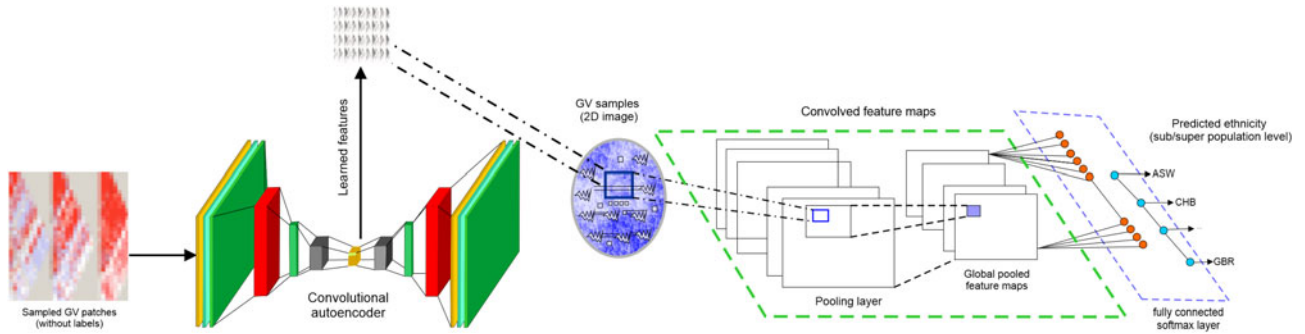 Sampled GV patches
(without labels)
Learned features
Convolutional
autoencoder
GV samples
(2D image)
Convolved feature maps
Pooling layer
Global pooled
feature maps
Predicted ethnicity
(sub/super population level)
ASW
CHB
GBR
fully connected
softmax layer